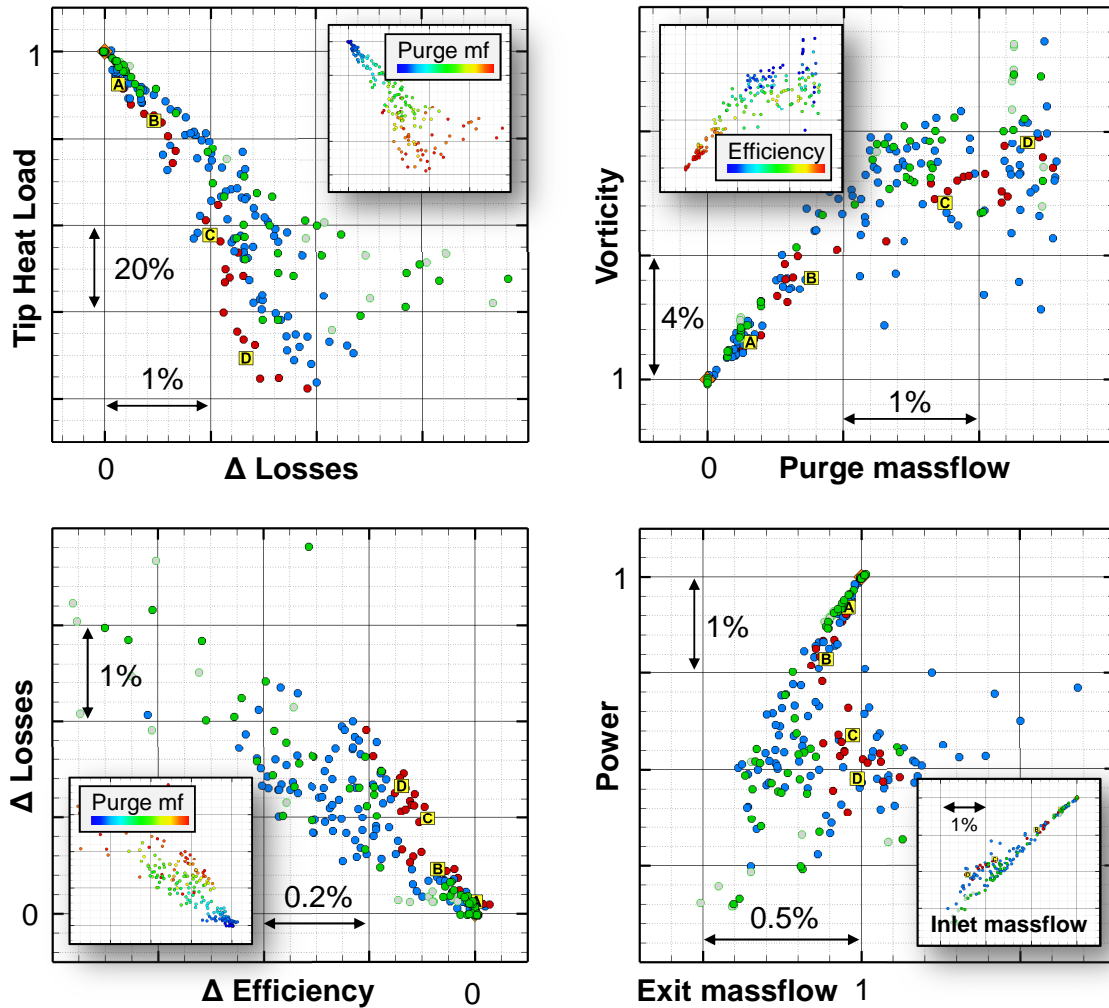 Purge mf
1
A
B
C
20%
D
1%
0
Δ Losses
Tip Heat Load
Efficiency
D
C
B
4%
A
1
1%
0
Purge massflow
Vorticity
1%
D
C
B
A
Purge mf
0.2%
0
Δ Efficiency
0
Δ Losses
1
A
1%
B
C
D
1%
Inlet massflow
0.5%
Exit massflow 1
Power